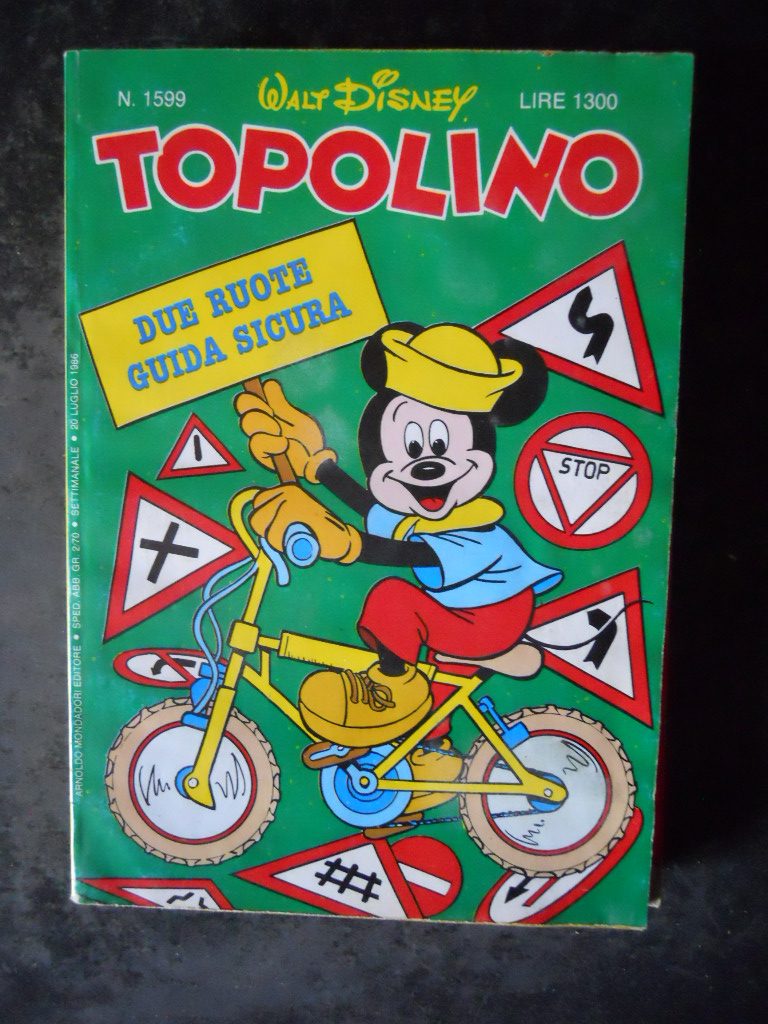 N. 1599
WALT DISNEY
LIRE 1300
TOPOLINO
DUE RUOTE
GUIDA SICURA
STOP
ARNOLDO MONDADORI EDITORE • SPED. ABB. GR. 2/70 • SETTIMANALE • 20 LUGLIO 1986